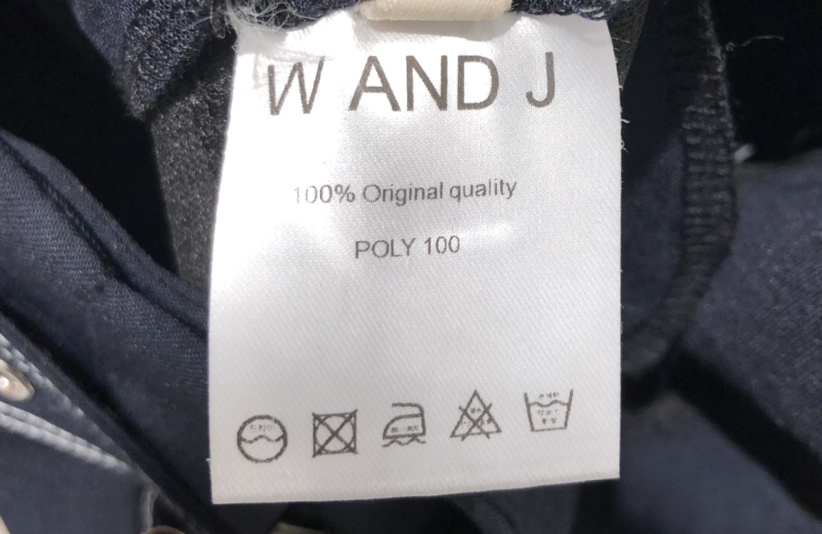 W AND J
100% Original quality
POLY 100